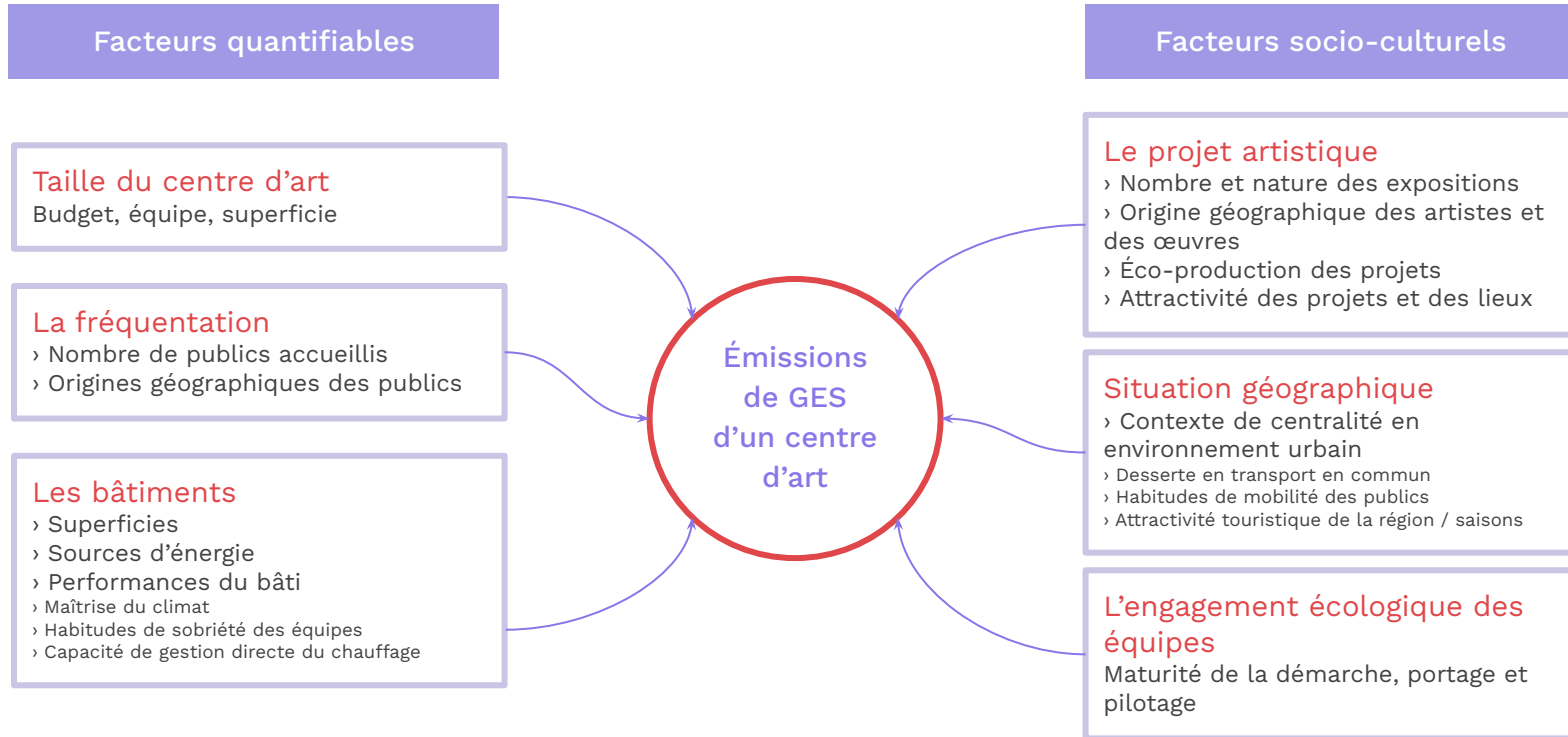 Facteurs quantifiables
Taille du centre d’art
Budget, équipe, superficie
La fréquentation
› Nombre de publics accueillis
› Origines géographiques des publics
Les bâtiments
› Superficies
› Sources d’énergie
› Performances du bâti
› Maîtrise du climat
› Habitudes de sobriété des équipes
› Capacité de gestion directe du chauffage
Émissions
de GES
d’un centre
d’art
Facteurs socio-culturels
Le projet artistique
› Nombre et nature des expositions
› Origine géographique des artistes et
des œuvres
› Éco-production des projets
› Attractivité des projets et des lieux
Situation géographique
› Contexte de centralité en
environnement urbain
› Desserte en transport en commun
› Habitudes de mobilité des publics
› Attractivité touristique de la région / saisons
L’engagement écologique des
équipes
Maturité de la démarche, portage et
pilotage